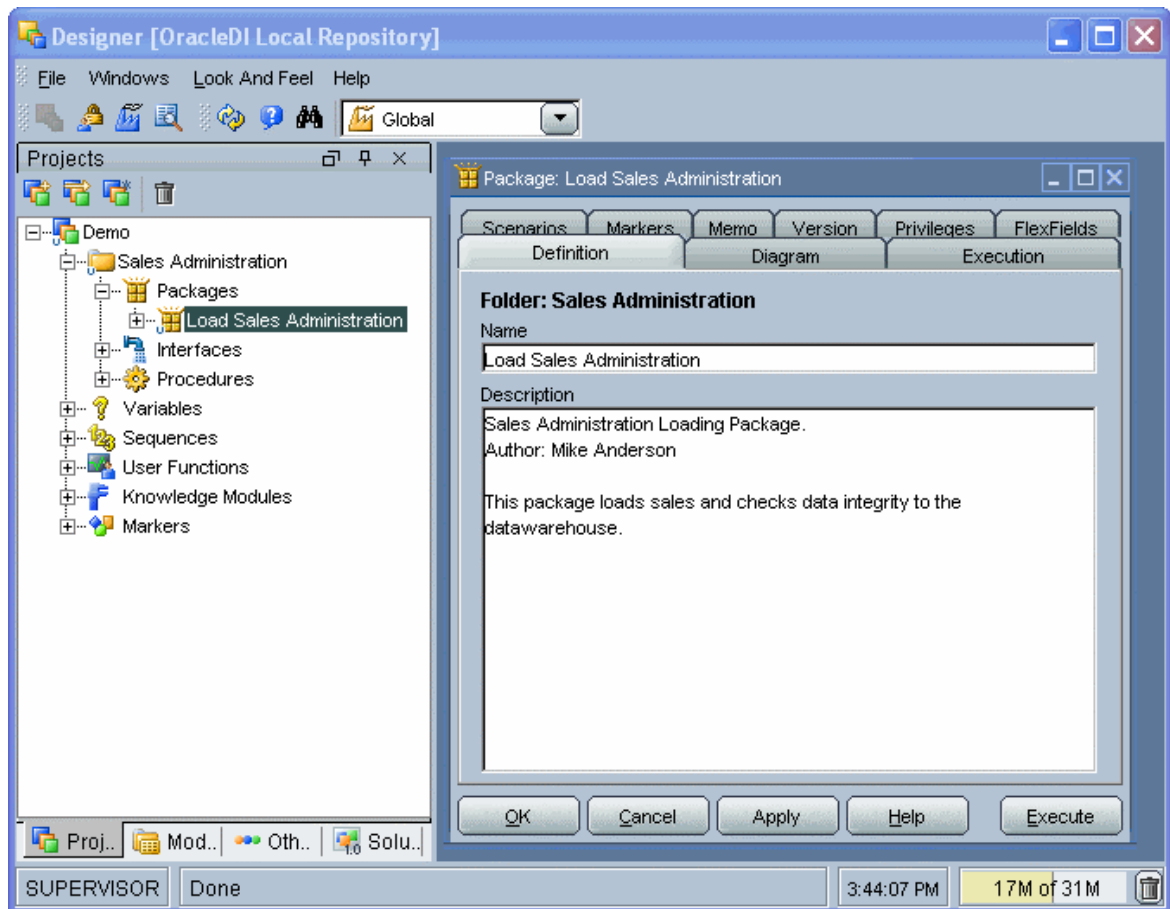 Designer [OracleDI Local Repository]
File Windows Look And Feel Help
Global
Projects
Demo
Sales Administration
Packages
Load Sales Administration
Interfaces
Procedures
Variables
Sequences
User Functions
Knowledge Modules
Markers
Proj.. Mod.. Oth.. Solu..
Package: Load Sales Administration
Scenarios Markers Memo Version Privileges FlexFields
Definition Diagram Execution
Folder: Sales Administration
Name
Load Sales Administration
Description
Sales Administration Loading Package.
Author: Mike Anderson
This package loads sales and checks data integrity to the
datawarehouse.
OK Cancel Apply Help Execute
SUPERVISOR Done 3:44:07 PM 17M of 31M